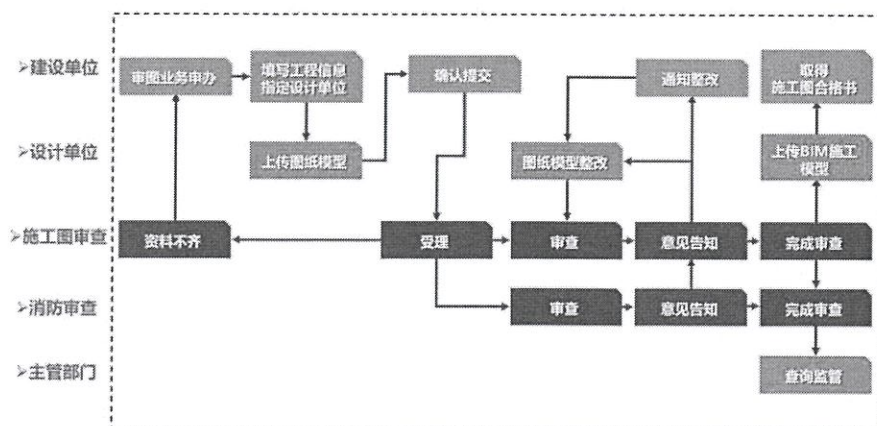 ➢建设单位
审图业务申办
填写工程信息
指定设计单位
确认提交
通知整改
取得
施工图合格书
➢设计单位
上传图纸模型
图纸模型整改
上传BIM施工
模型
➢施工图审查
资料不齐
受理
审查
意见告知
完成审查
➢消防审查
审查
意见告知
完成审查
➢主管部门
查询监管